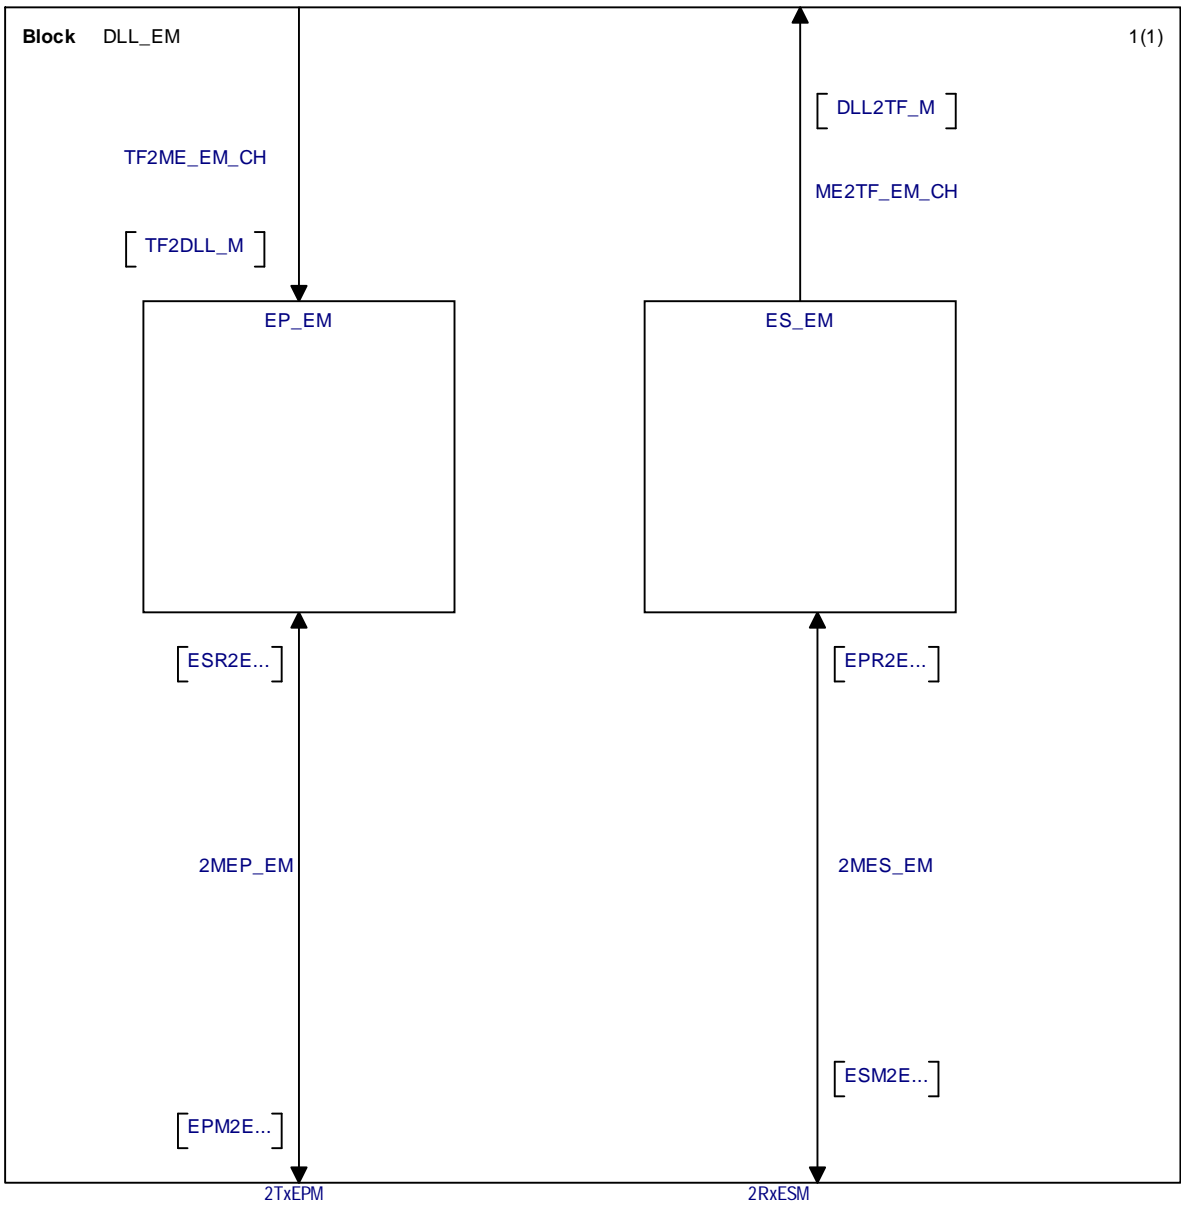 Block DLL_EM 1(1)
DLL2TF_M
TF2ME_EM_CH
ME2TF_EM_CH
TF2DLL_M
EP_EM ES_EM
ESR2E... EPR2E...
2MEP_EM 2MES_EM
ESM2E...
EPM2E...
2TxEPM 2RxESM